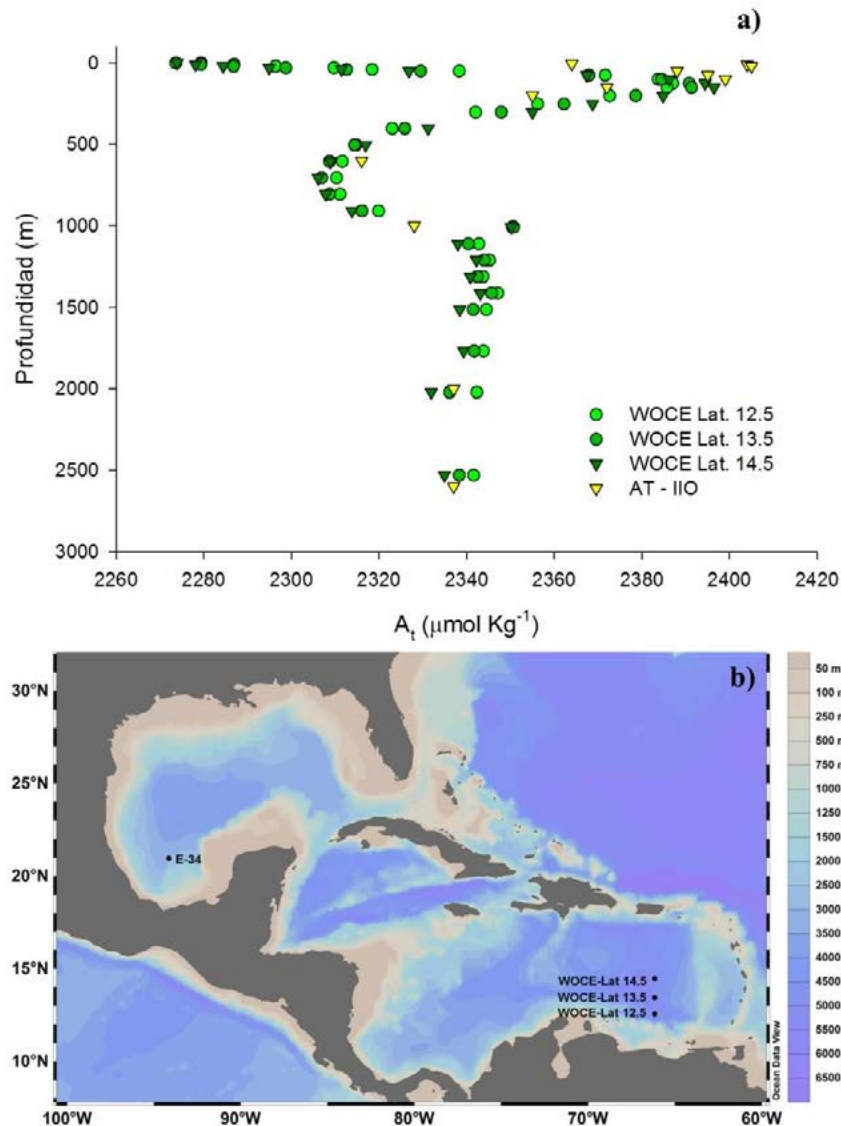 a)
0
500
1000
1500
2000
2500
3000
Profundidad (m)
WOCE Lat. 12.5
WOCE Lat. 13.5
WOCE Lat. 14.5
AT - IIO
2260 2280 2300 2320 2340 2360 2380 2400 2420
At (μmol Kg-1)
b)
30°N
25°N
20°N
15°N
10°N
E-34
WOCE-Lat 14.5
WOCE-Lat 13.5
WOCE-Lat 12.5
100°W 90°W 80°W 70°W 60°W
Ocean Data View
50 m
100 m
250 m
500 m
750 m
1250
1000
1500
2000
2500
3000
3500
4500
4000
5000
5500
6000
6500